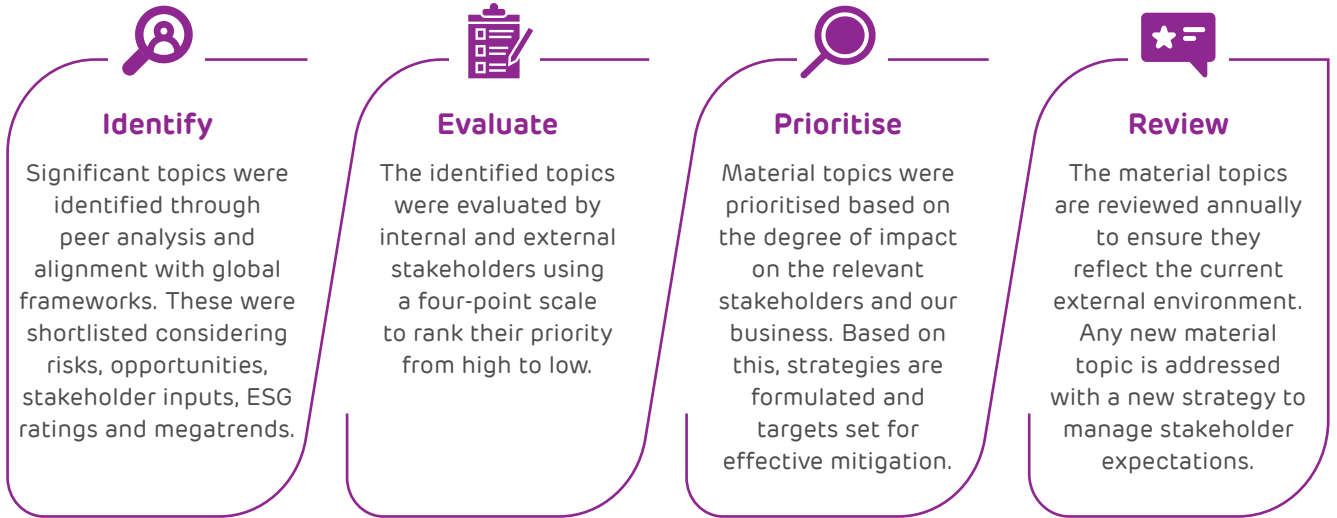 Identify
Significant topics were
identified through
peer analysis and
alignment with global
frameworks. These were
shortlisted considering
risks, opportunities,
stakeholder inputs, ESG
ratings and megatrends.
Evaluate
The identified topics
were evaluated by
internal and external
stakeholders using
a four-point scale
to rank their priority
from high to low.
Prioritise
Material topics were
prioritised based on
the degree of impact
on the relevant
stakeholders and our
business. Based on
this, strategies are
formulated and
targets set for
effective mitigation.
Review
The material topics
are reviewed annually
to ensure they
reflect the current
external environment.
Any new material
topic is addressed
with a new strategy to
manage stakeholder
expectations.